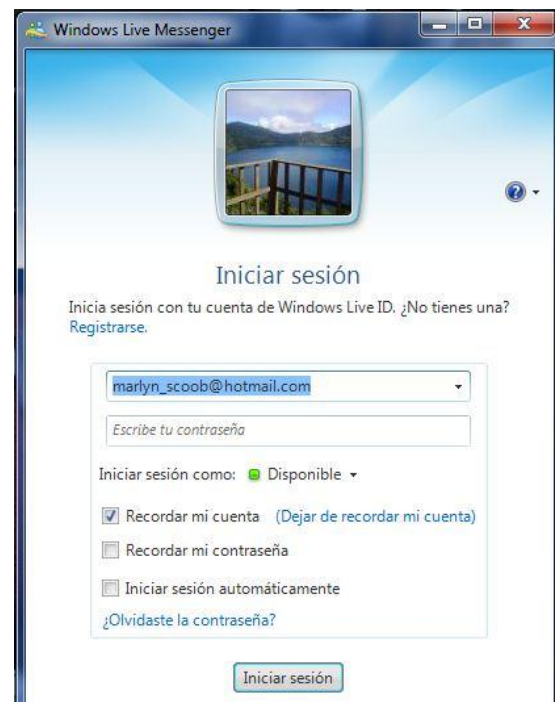 Windows Live Messenger
Iniciar sesión
Inicia sesión con tu cuenta de Windows Live ID. ¿No tienes una?
Registrarse.
marlyn_scoob@hotmail.com
Escribe tu contraseña
Iniciar sesión como: Disponible
Recordar mi cuenta (Dejar de recordar mi cuenta)
Recordar mi contraseña
Iniciar sesión automáticamente
¿Olvidaste la contraseña?
Iniciar sesión